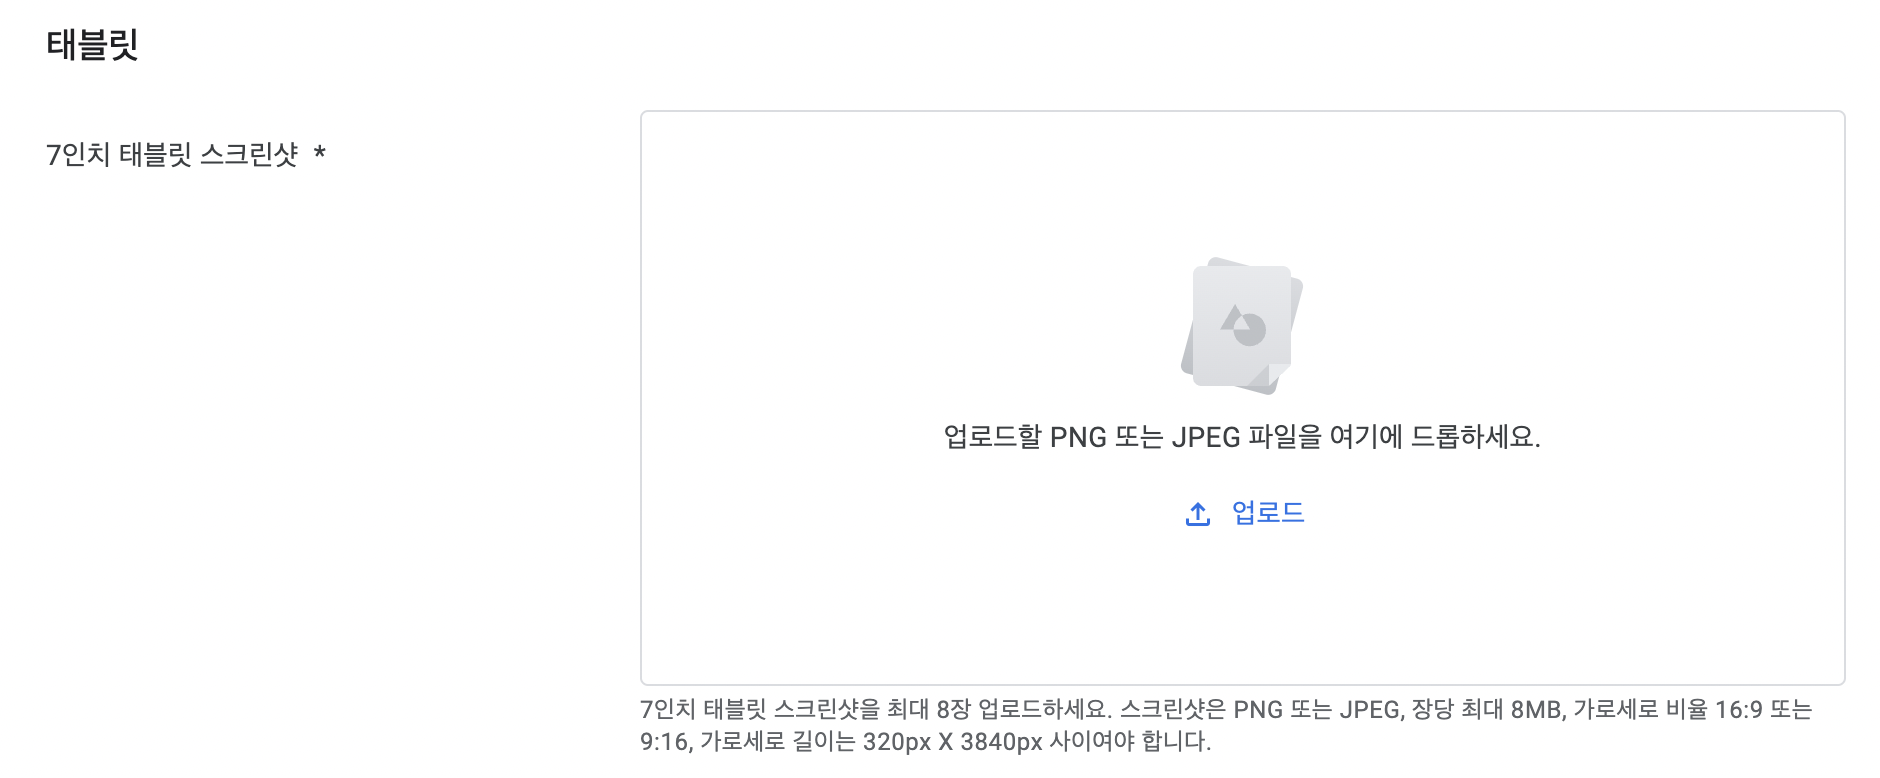 태블릿
7인치 태블릿 스크린샷 *
업로드할 PNG 또는 JPEG 파일을 여기에 드롭하세요.
업로드
7인치 태블릿 스크린샷을 최대 8장 업로드하세요. 스크린샷은 PNG 또는 JPEG, 장당 최대 8MB, 가로세로 비율 16:9 또는
9:16, 가로세로 길이는 320px X 3840px 사이여야 합니다.